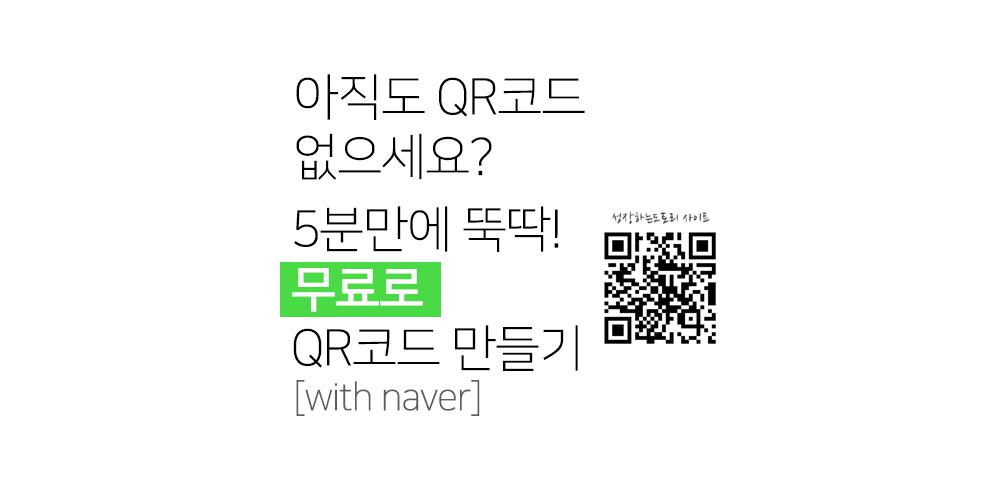 아직도 QR코드
없으세요?
5분만에 뚝딱!
무료로
QR코드 만들기
[with naver]
성장하는도토리 사이트